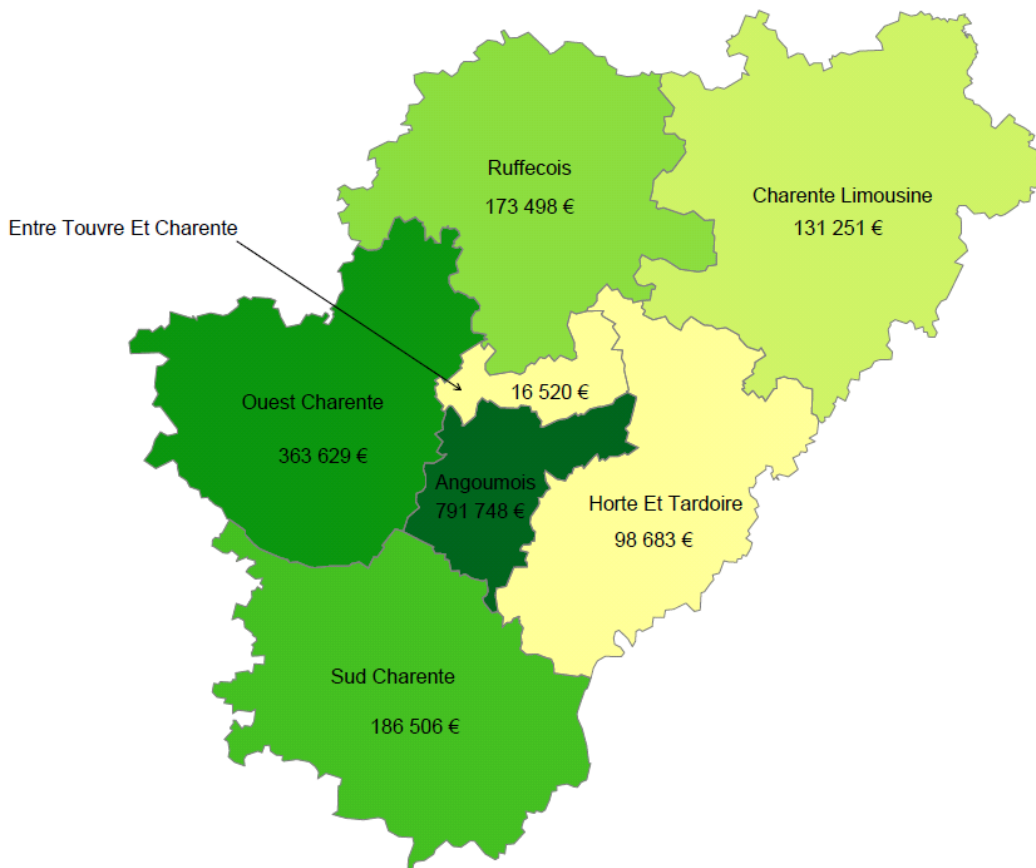 Ruffecois
173 498 €
Charente Limousine
131 251 €
Entre Touvre Et Charente
16 520 €
Ouest Charente
363 629 €
Angoumois
791 748 €
Horte Et Tardoire
98 683 €
Sud Charente
186 506 €